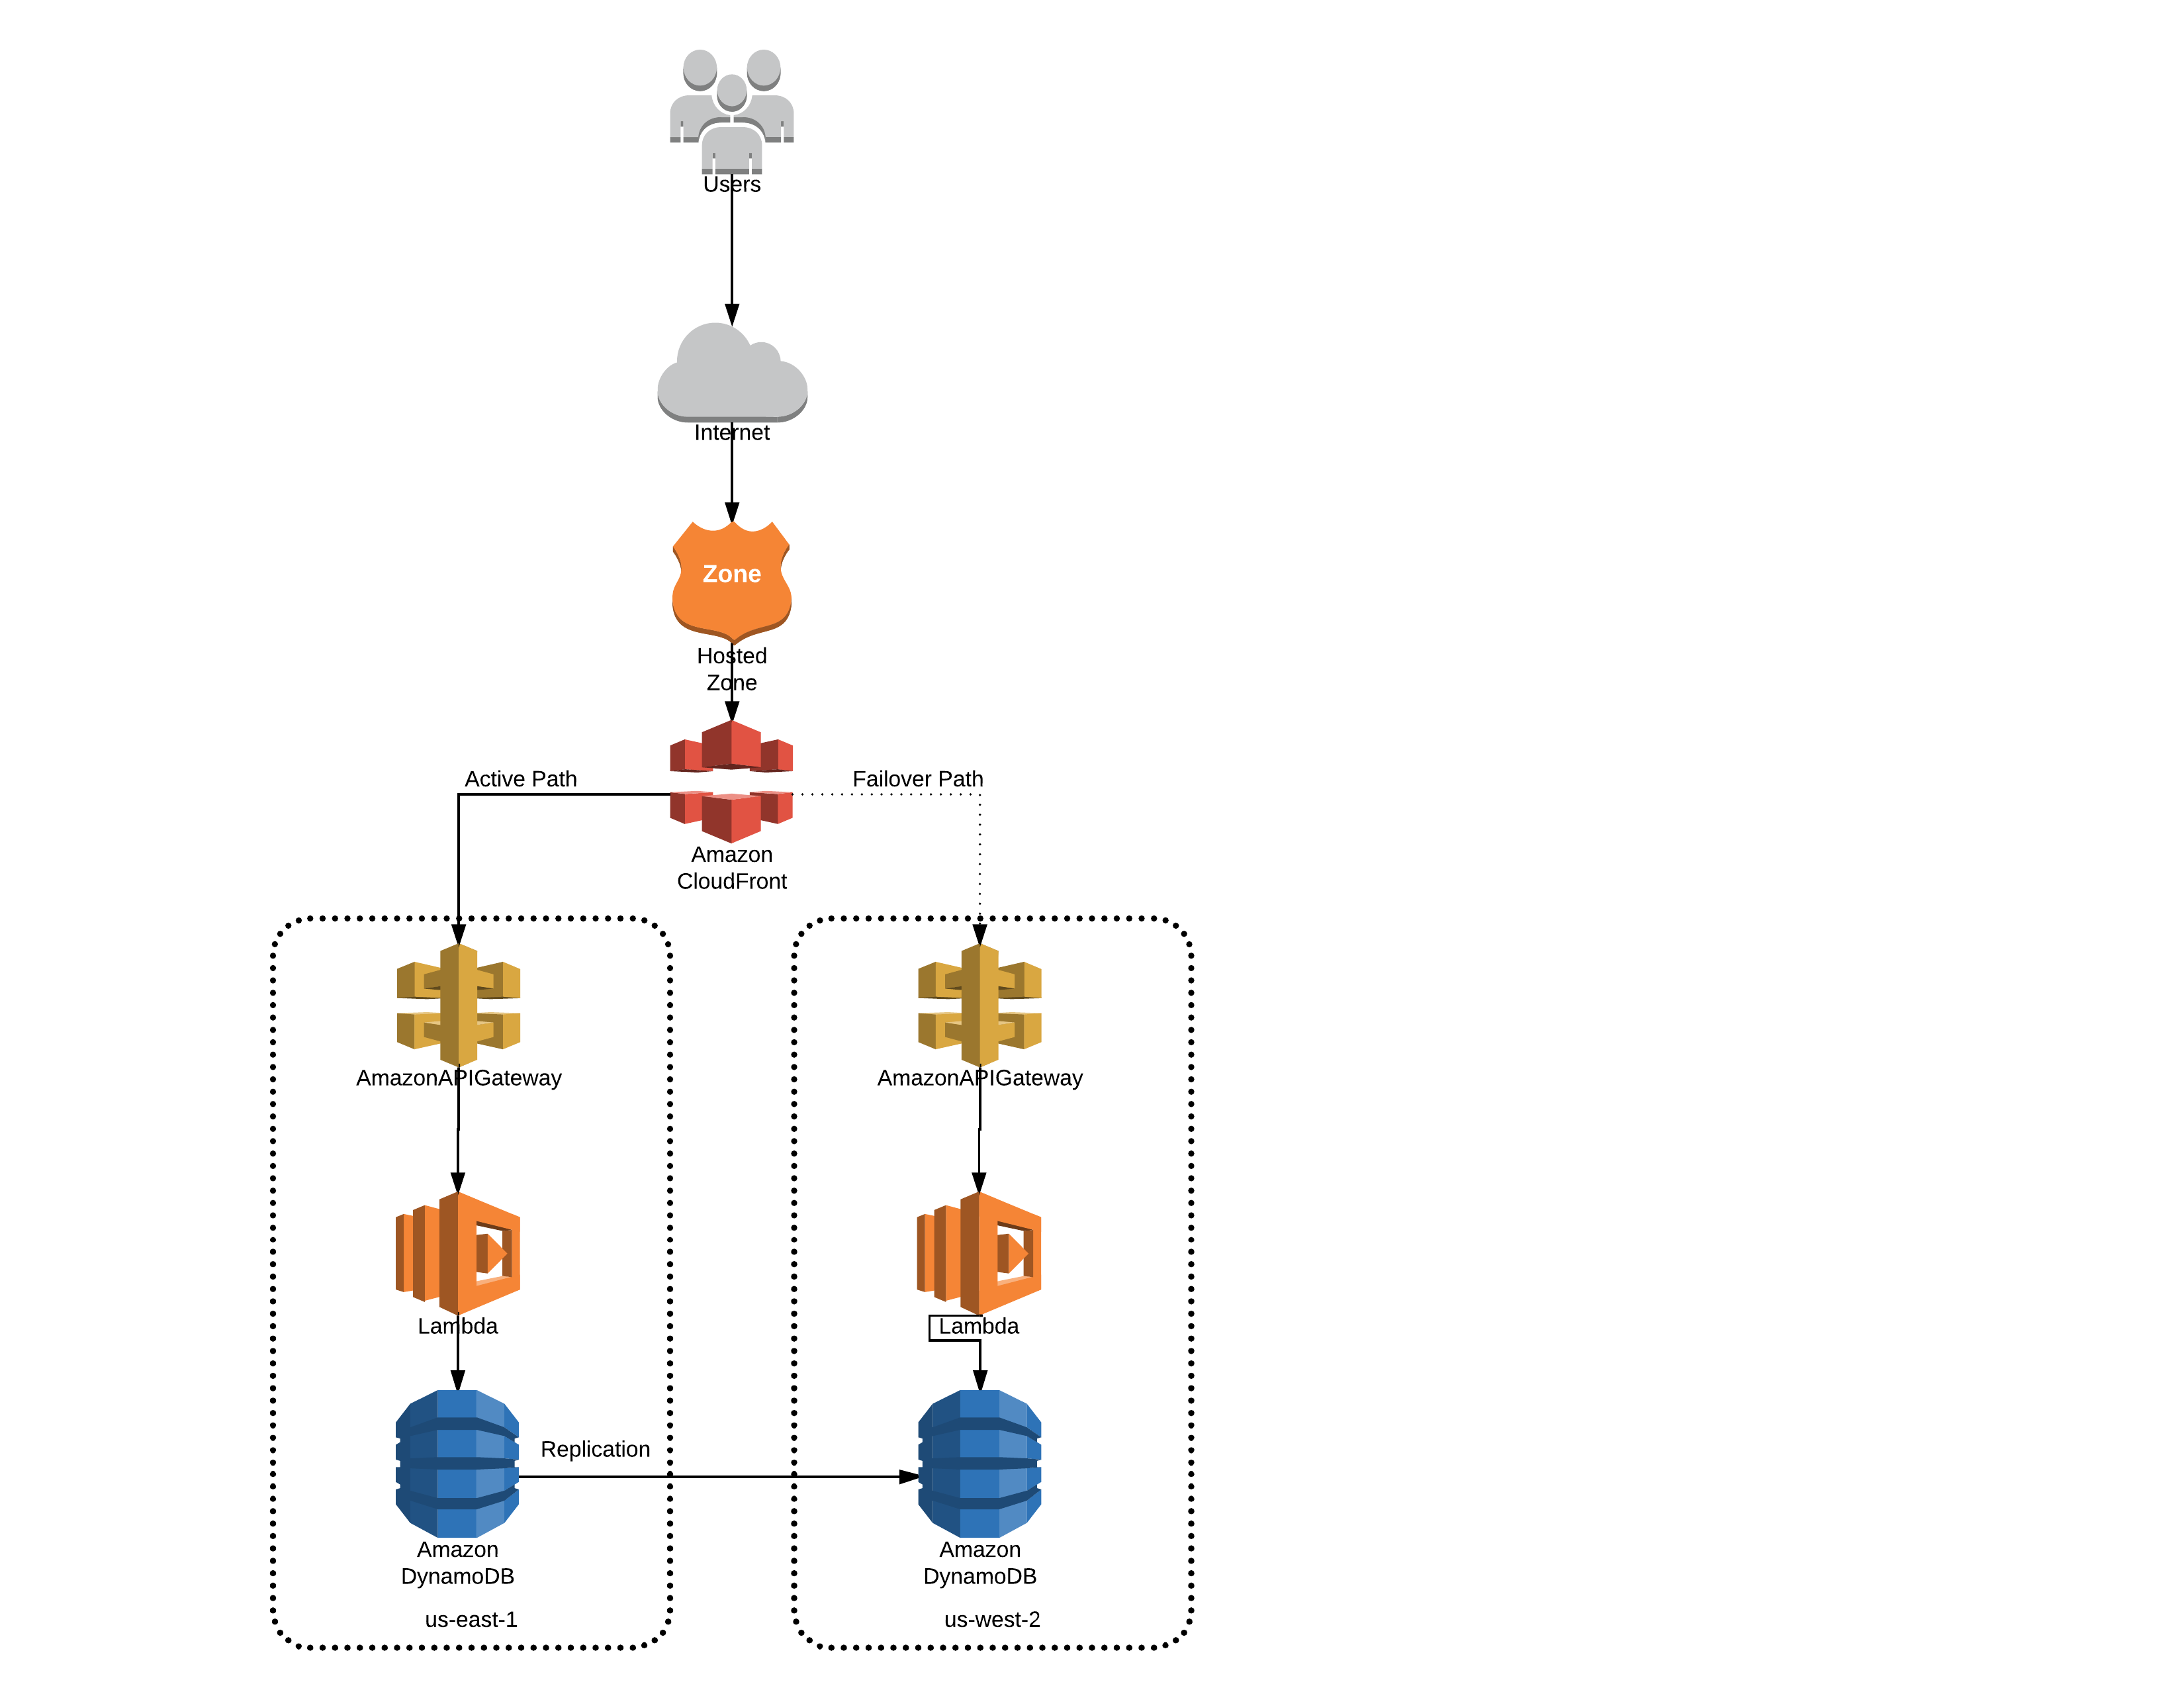 Users
Internet
Zone
Hosted
Zone
Active Path
Failover Path
Amazon
CloudFront
AmazonAPIGateway
AmazonAPIGateway
Lambda
Lambda
Replication
Amazon
DynamoDB
Amazon
DynamoDB
us-east-1
us-west-2